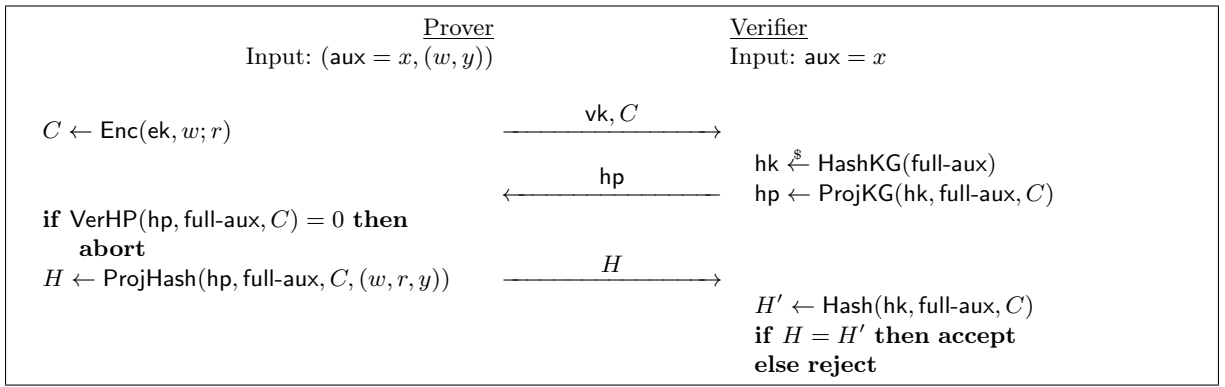 Prover Verifier
Input: (aux = x, (w, y)) Input: aux = x
vk, C
C ← Enc(ek, w; r)
hk $← HashKG(full-aux)
hp
hp ← ProjKG(hk, full-aux, C)
if VerHP(hp, full-aux, C) = 0 then
abort
H ← ProjHash(hp, full-aux, C, (w, r, y)) H
H′ ← Hash(hk, full-aux, C)
if H = H′ then accept
else reject